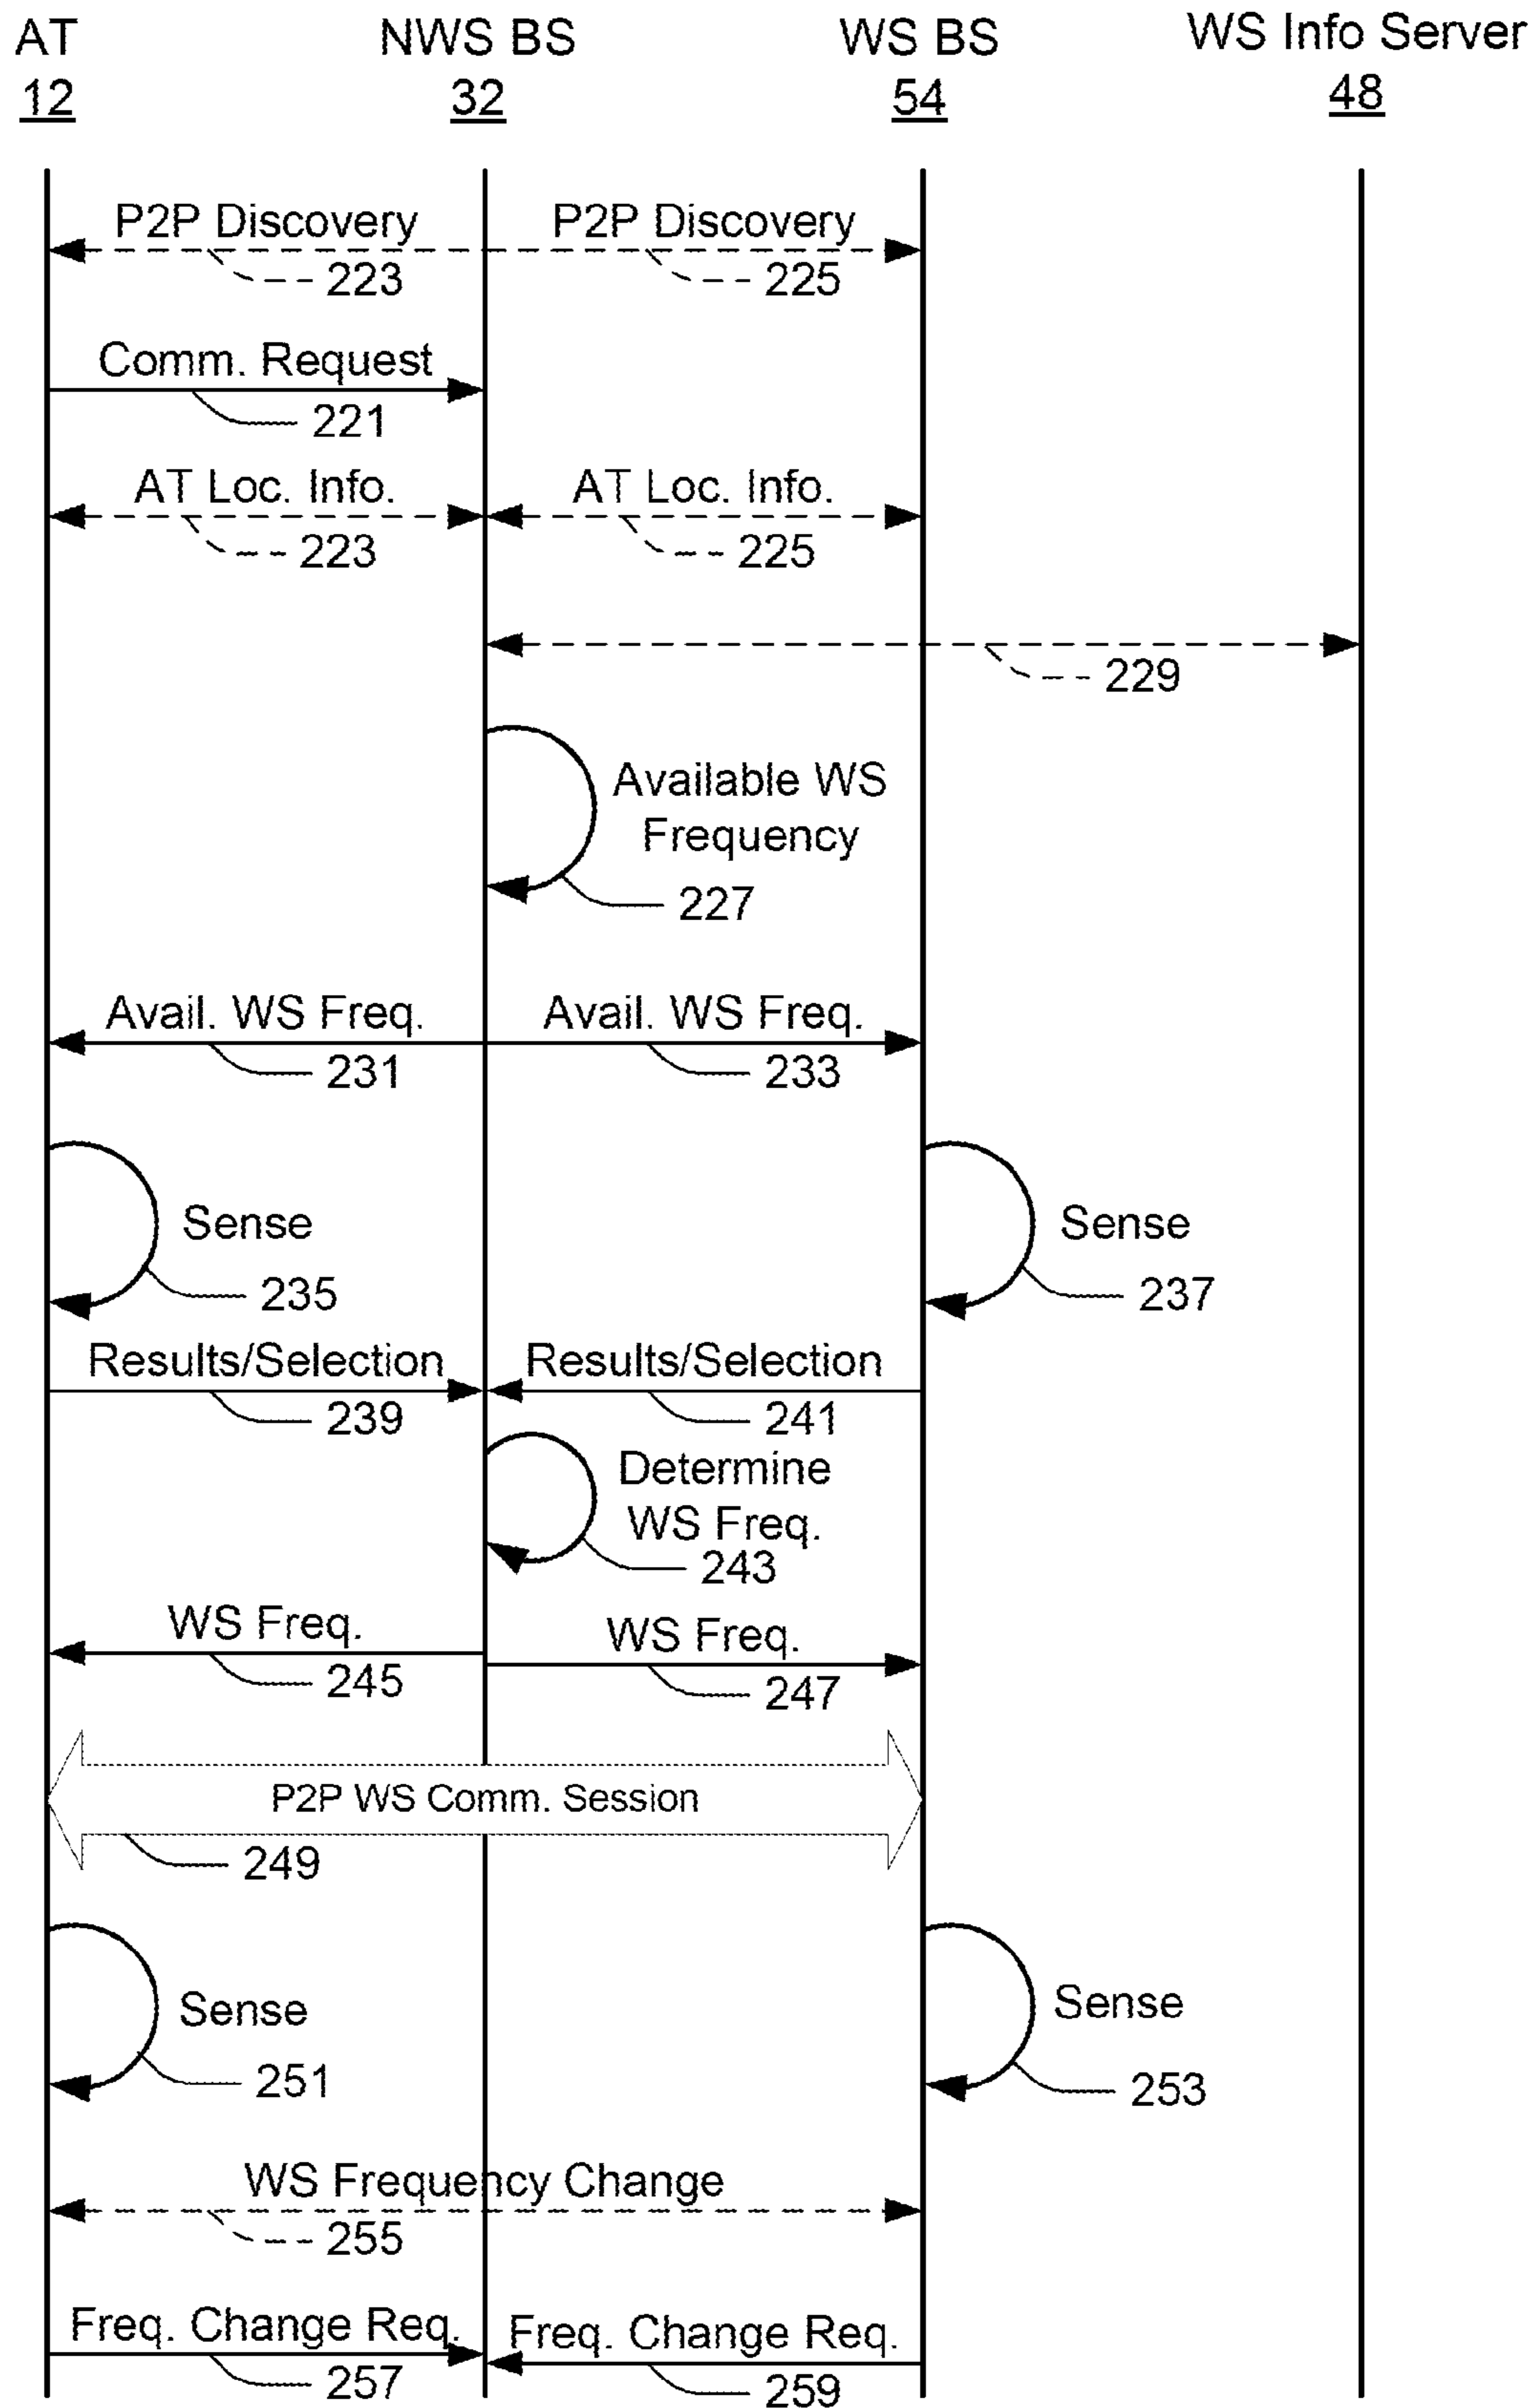 AT
NWS BS
WS BS
WS Info Server
12
32
54
48
P2P Discovery
P2P Discovery
223
225
Comm. Request
221
AT Loc. Info.
AT Loc. Info.
223
225
229
Available WS
Frequency
227
Avail. WS Freq.
Avail. WS Freq.
231
233
Sense
Sense
235
237
Results/Selection
Results/Selection
239
241
Determine
WS Freq.
243
WS Freq.
WS Freq.
245
247
P2P WS Comm. Session
249
Sense
Sense
251
253
WS Frequency Change
255
Freq. Change Req.
Freq. Change Req.
257
259